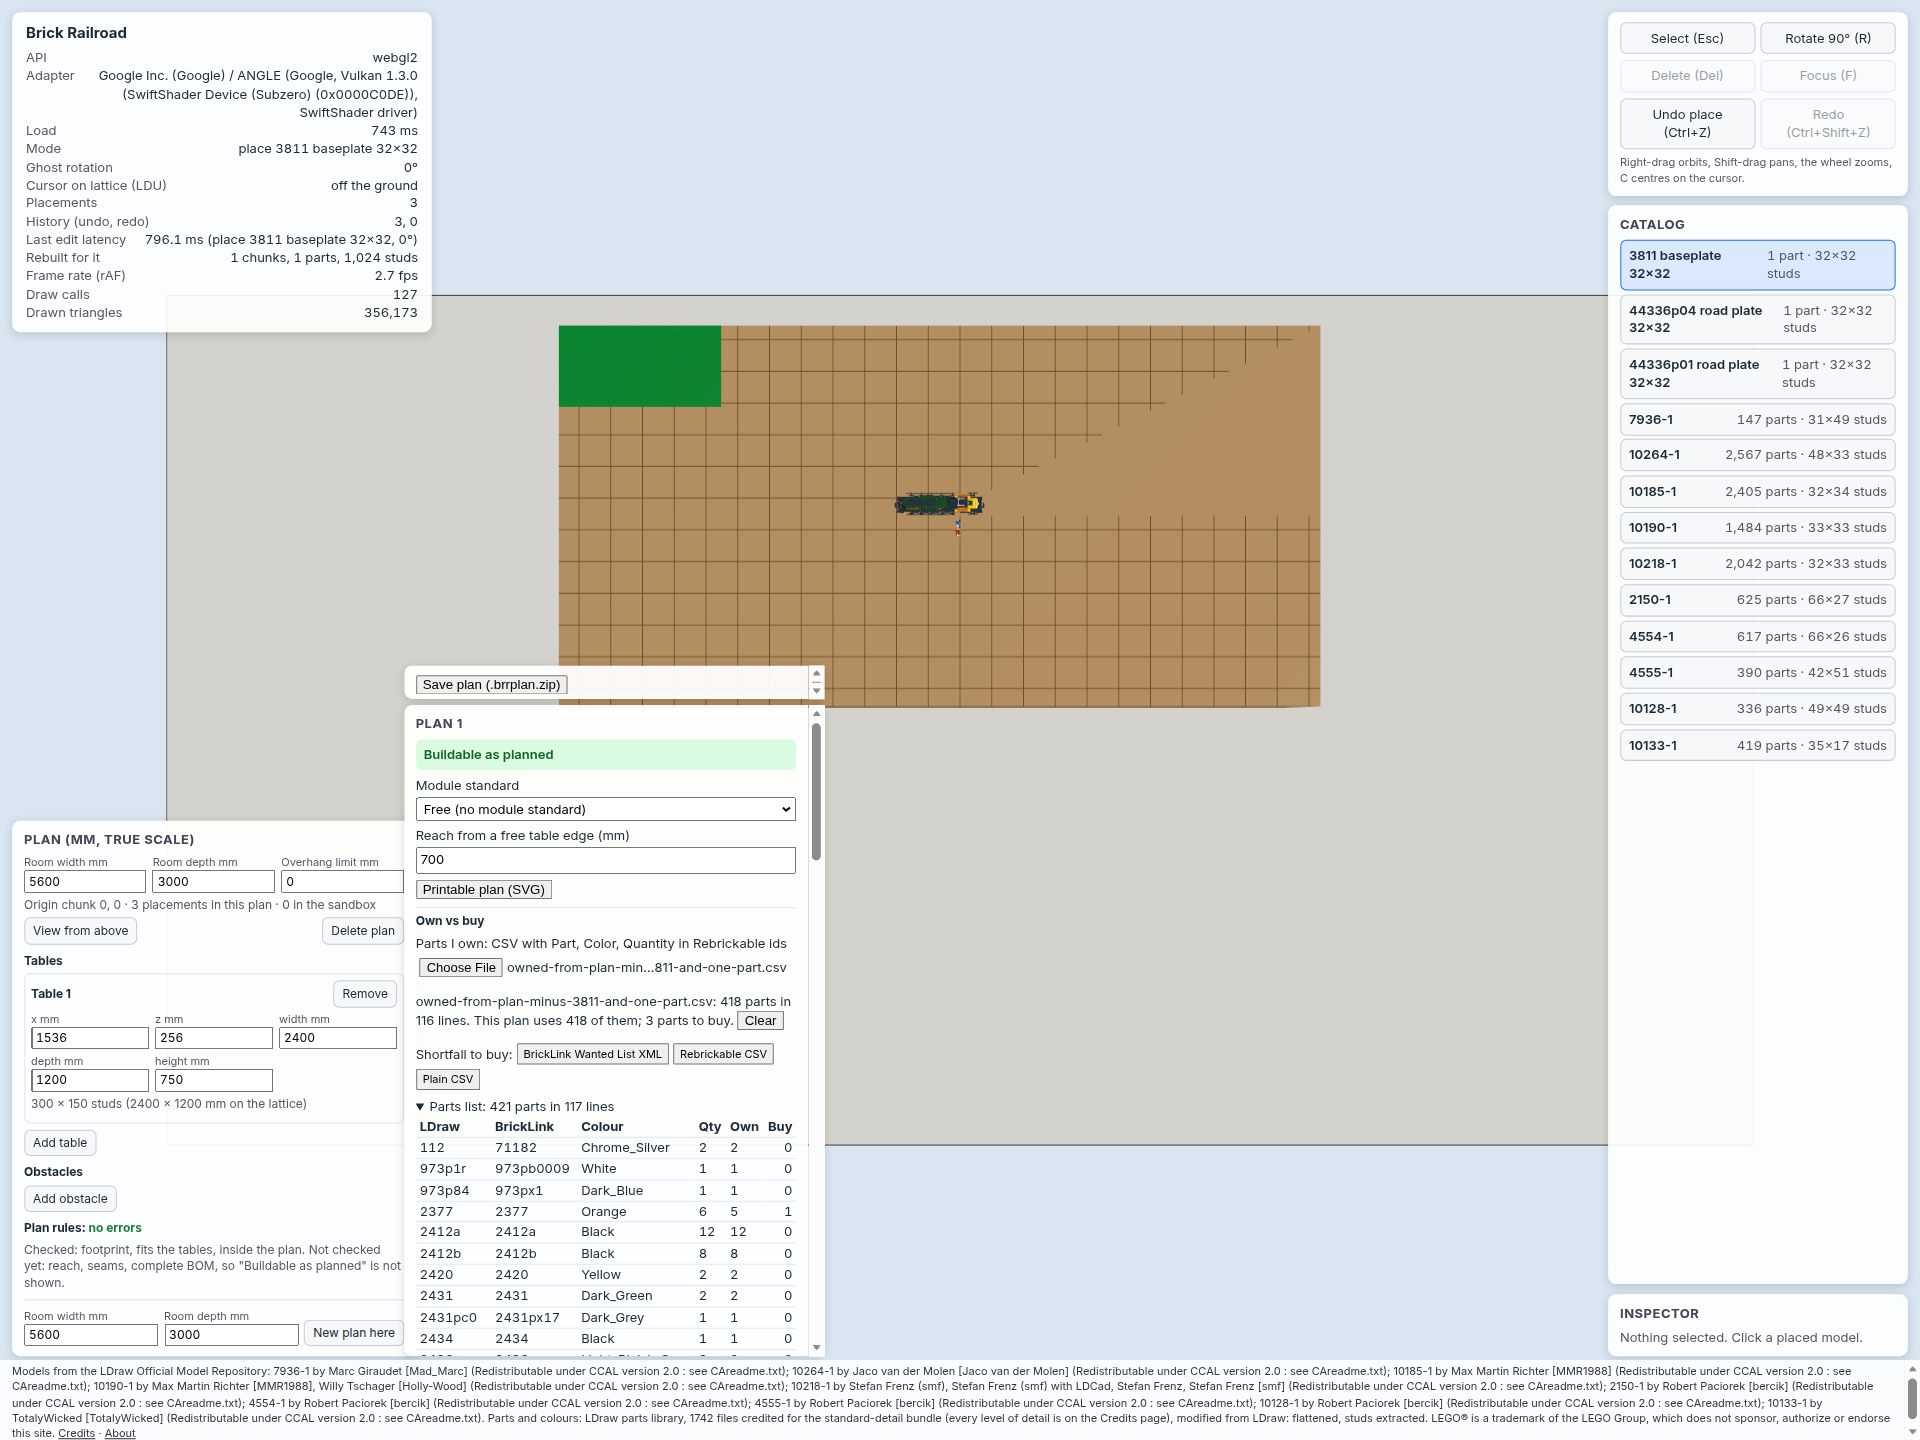 Brick Railroad
API webgl2
Adapter Google Inc. (Google) / ANGLE (Google, Vulkan 1.3.0
(SwiftShader Device (Subzero) (0x0000C0DE)),
SwiftShader driver)
Load 743 ms
Mode place 3811 baseplate 32×32
Ghost rotation 0°
Cursor on lattice (LDU) off the ground
Placements 3
History (undo, redo) 3, 0
Last edit latency 796.1 ms (place 3811 baseplate 32×32, 0°)
Rebuilt for it 1 chunks, 1 parts, 1,024 studs
Frame rate (rAF) 2.7 fps
Draw calls 127
Drawn triangles 356,173
Select (Esc) Rotate 90° (R)
Delete (Del) Focus (F)
Undo place (Ctrl+Z) Redo (Ctrl+Shift+Z)
Right-drag orbits, Shift-drag pans, the wheel zooms,
C centres on the cursor.
CATALOG
3811 baseplate 32×32 1 part · 32×32 studs
44336p04 road plate 32×32 1 part · 32×32 studs
44336p01 road plate 32×32 1 part · 32×32 studs
7936-1 147 parts · 31×49 studs
10264-1 2,567 parts · 48×33 studs
10185-1 2,405 parts · 32×34 studs
10190-1 1,484 parts · 33×33 studs
10218-1 2,042 parts · 32×33 studs
2150-1 625 parts · 66×27 studs
4554-1 617 parts · 66×26 studs
4555-1 390 parts · 42×51 studs
10128-1 336 parts · 49×49 studs
10133-1 419 parts · 35×17 studs
INSPECTOR
Nothing selected. Click a placed model.
PLAN (MM, TRUE SCALE)
Room width mm Room depth mm Overhang limit mm
5600 3000 0
Origin chunk 0, 0 · 3 placements in this plan · 0 in the sandbox
View from above Delete plan
Tables
Table 1 Remove
x mm z mm width mm
1536 256 2400
depth mm height mm
1200 750
300 × 150 studs (2400 × 1200 mm on the lattice)
Add table
Obstacles
Add obstacle
Plan rules: no errors
Checked: footprint, fits the tables, inside the plan. Not checked
yet: reach, seams, complete BOM, so "Buildable as planned" is not
shown.
Room width mm Room depth mm
5600 3000 New plan here
Save plan (.brrplan.zip)
PLAN 1
Buildable as planned
Module standard
Free (no module standard)
Reach from a free table edge (mm)
700
Printable plan (SVG)
Own vs buy
Parts I own: CSV with Part, Color, Quantity in Rebrickable ids
Choose File owned-from-plan-min...811-and-one-part.csv
owned-from-plan-minus-3811-and-one-part.csv: 418 parts in
116 lines. This plan uses 418 of them; 3 parts to buy. Clear
Shortfall to buy: BrickLink Wanted List XML Rebrickable CSV
Plain CSV
▼ Parts list: 421 parts in 117 lines
LDraw BrickLink Colour Qty Own Buy
112 71182 Chrome_Silver 2 2 0
973p1r 973pb0009 White 1 1 0
973p84 973px1 Dark_Blue 1 1 0
2377 2377 Orange 6 5 1
2412a 2412a Black 12 12 0
2412b 2412b Black 8 8 0
2420 2420 Yellow 2 2 0
2431 2431 Dark_Green 2 2 0
2431pc0 2431px17 Dark_Grey 1 1 0
2434 2434 Black 1 1 0
Models from the LDraw Official Model Repository: 7936-1 by Marc Giraudet [Mad_Marc] (Redistributable under CCAL version 2.0 : see CAreadme.txt); 10264-1 by Jaco van der Molen [Jaco van der Molen] (Redistributable under CCAL version 2.0 : see CAreadme.txt); 10185-1 by Max Martin Richter [MMR1988] (Redistributable under CCAL version 2.0 : see
CAreadme.txt); 10190-1 by Max Martin Richter [MMR1988], Willy Tschager [Holly-Wood] (Redistributable under CCAL version 2.0 : see CAreadme.txt); 10218-1 by Stefan Frenz (smf), Stefan Frenz (smf) with LDCad, Stefan Frenz, Stefan Frenz [smf] (Redistributable under CCAL version 2.0 : see CAreadme.txt); 2150-1 by Robert Paciorek [bercik] (Redistributable
under CCAL version 2.0 : see CAreadme.txt); 4554-1 by Robert Paciorek [bercik] (Redistributable under CCAL version 2.0 : see CAreadme.txt); 4555-1 by Robert Paciorek [bercik] (Redistributable under CCAL version 2.0 : see CAreadme.txt); 10128-1 by Robert Paciorek [bercik] (Redistributable under CCAL version 2.0 : see CAreadme.txt); 10133-1 by
TotalyWicked [TotalyWicked] (Redistributable under CCAL version 2.0 : see CAreadme.txt). Parts and colours: LDraw parts library, 1742 files credited for the standard-detail bundle (every level of detail is on the Credits page), modified from LDraw: flattened, studs extracted. LEGO® is a trademark of the LEGO Group, which does not sponsor, authorize or endorse
this site. Credits · About